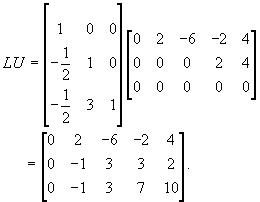 LU = [1 0 0; −1/2 1 0; −1/2 3 1] [0 2 −6 −2 4; 0 0 0 2 4; 0 0 0 0 0]
= [0 2 −6 −2 4; 0 −1 3 3 2; 0 −1 3 7 10].